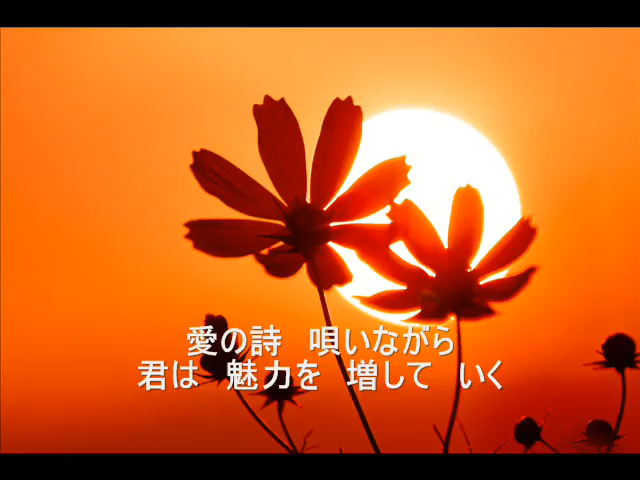 愛の詩　唄いながら
君は　魅力を　増して　いく